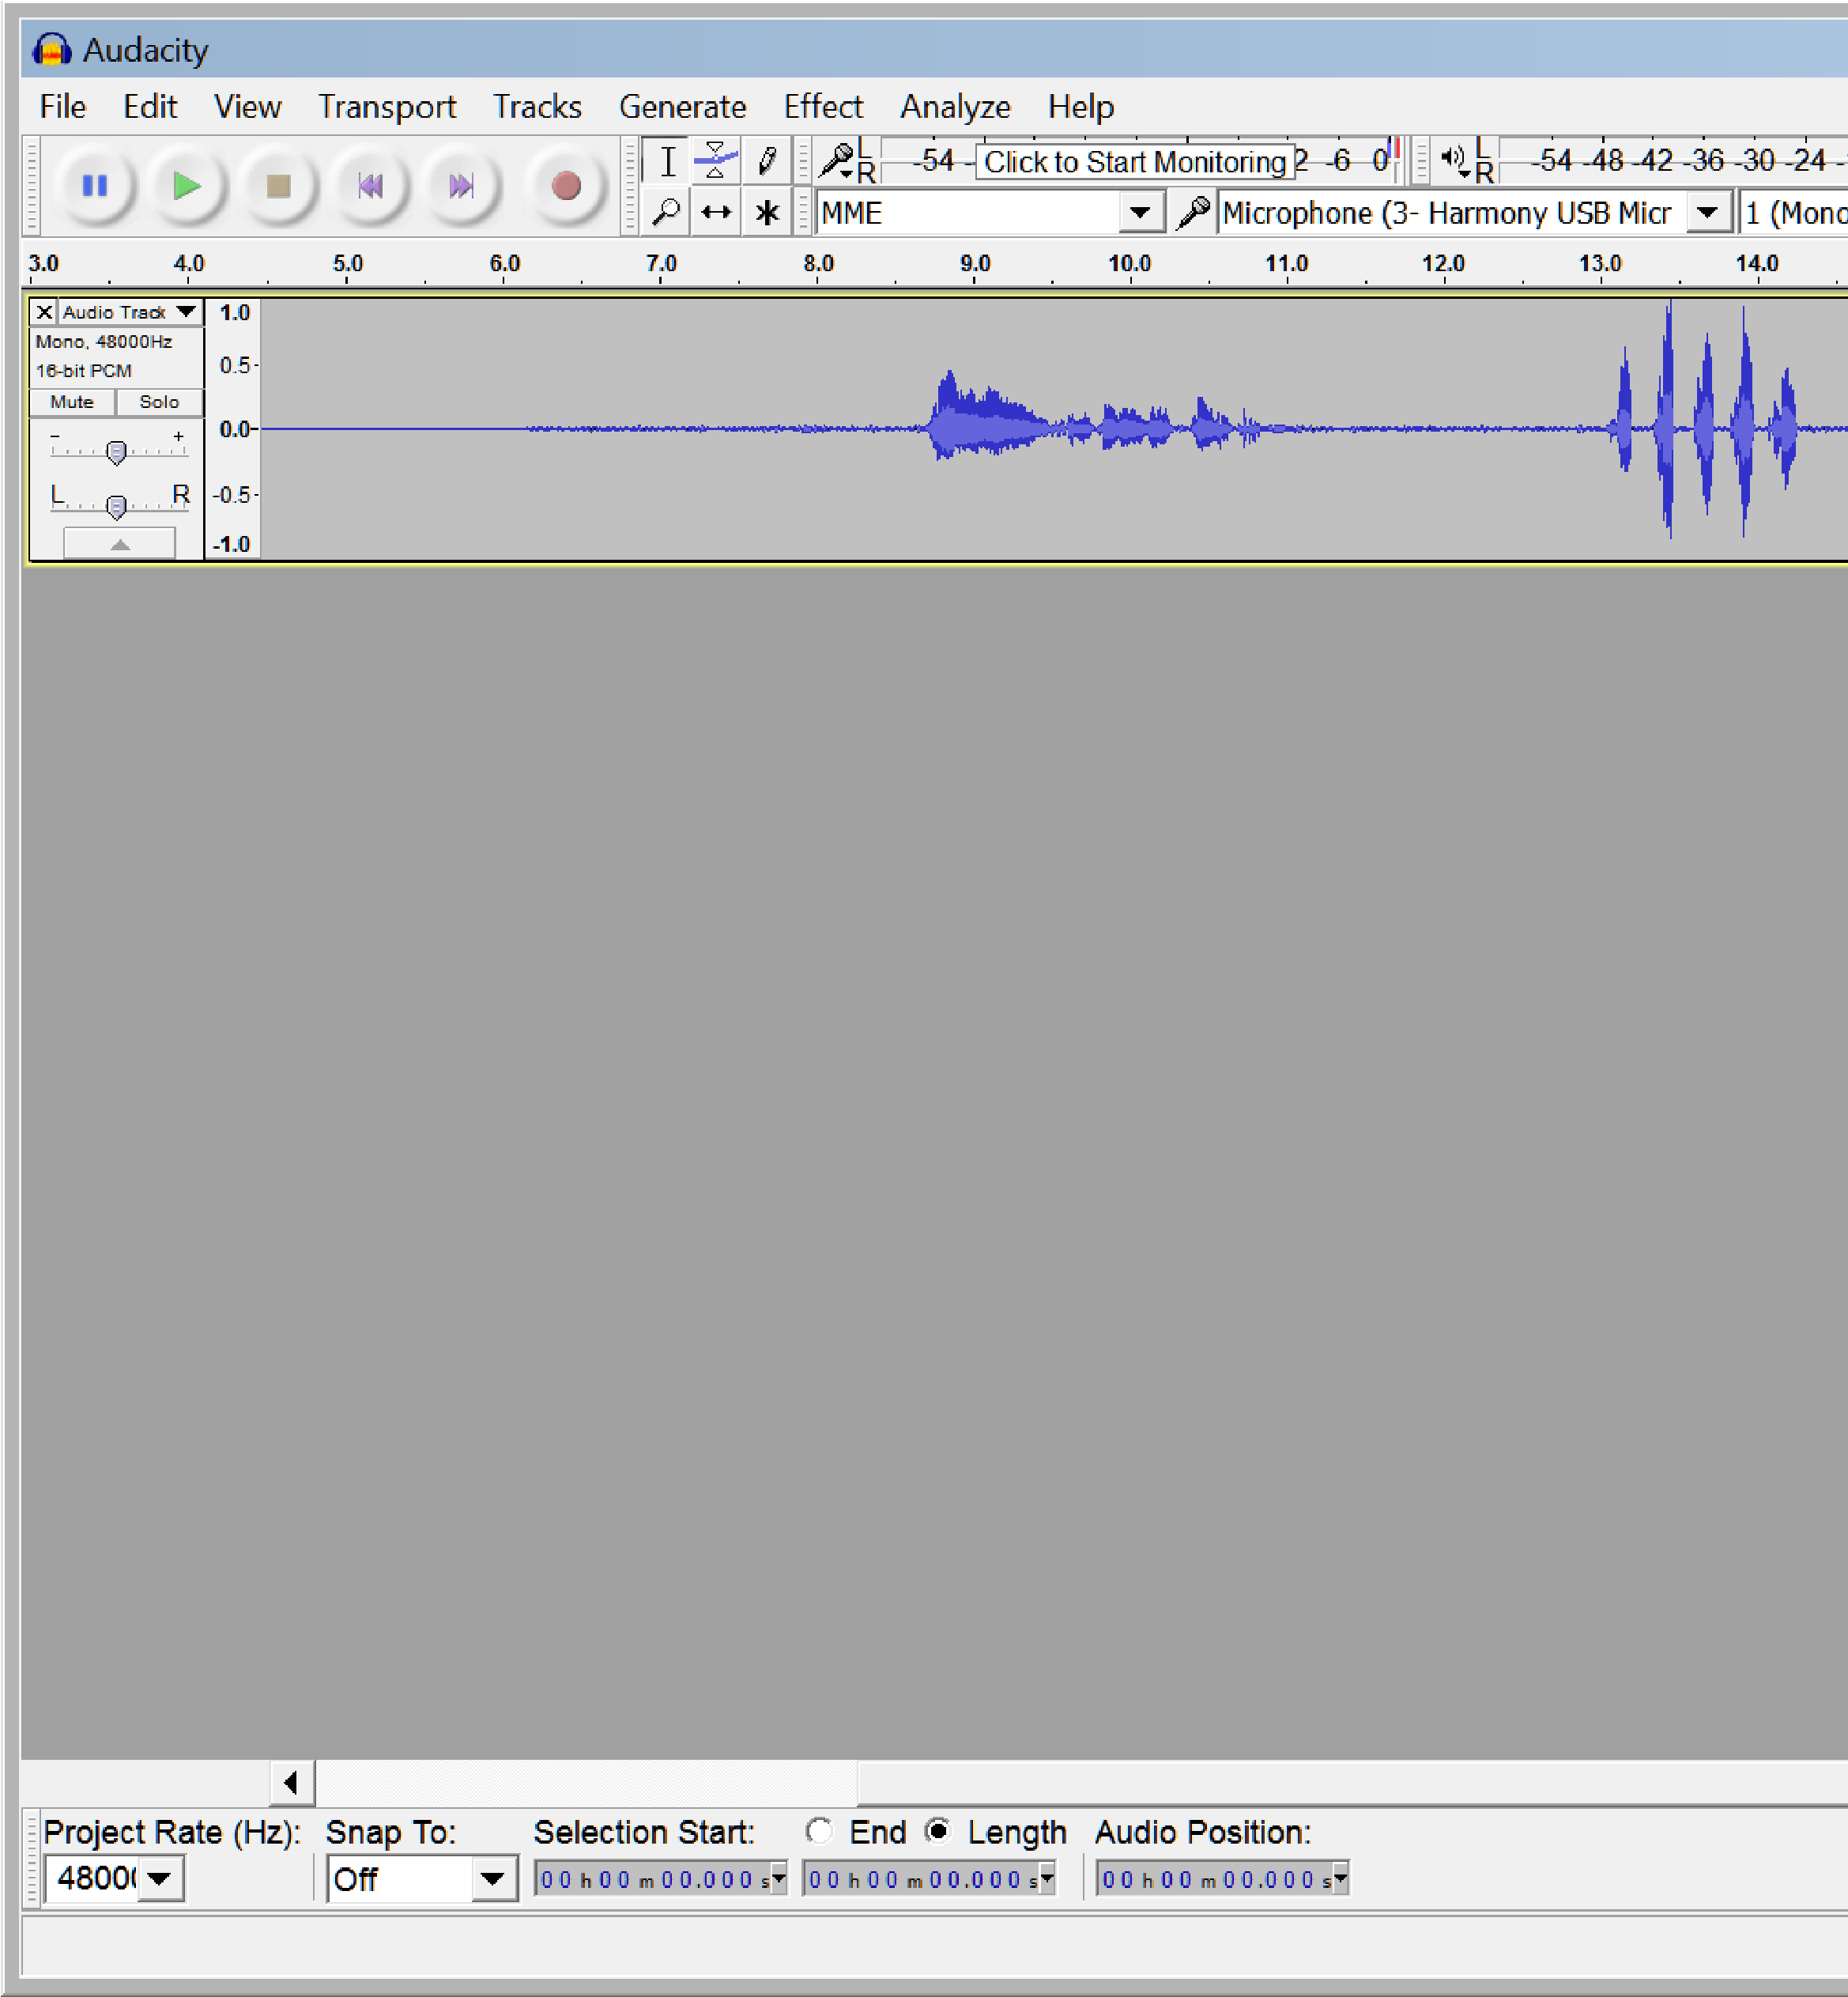 Audacity
File Edit View Transport Tracks Generate Effect Analyze Help
L R -54 - Click to Start Monitoring 2 -6 0 L R -54 -48 -42 -36 -30 -24 -
MME Microphone (3- Harmony USB Micr 1 (Mono
3.0 4.0 5.0 6.0 7.0 8.0 9.0 10.0 11.0 12.0 13.0 14.0
X Audio Track 1.0
Mono, 48000Hz
0.5-
16-bit PCM
Mute Solo
0.0-
- +
L R -0.5-
-1.0
Project Rate (Hz): Snap To: Selection Start: End Length Audio Position:
48000 Off 00 h 00 m 00.000 s 00 h 00 m 00.000 s 00 h 00 m 00.000 s